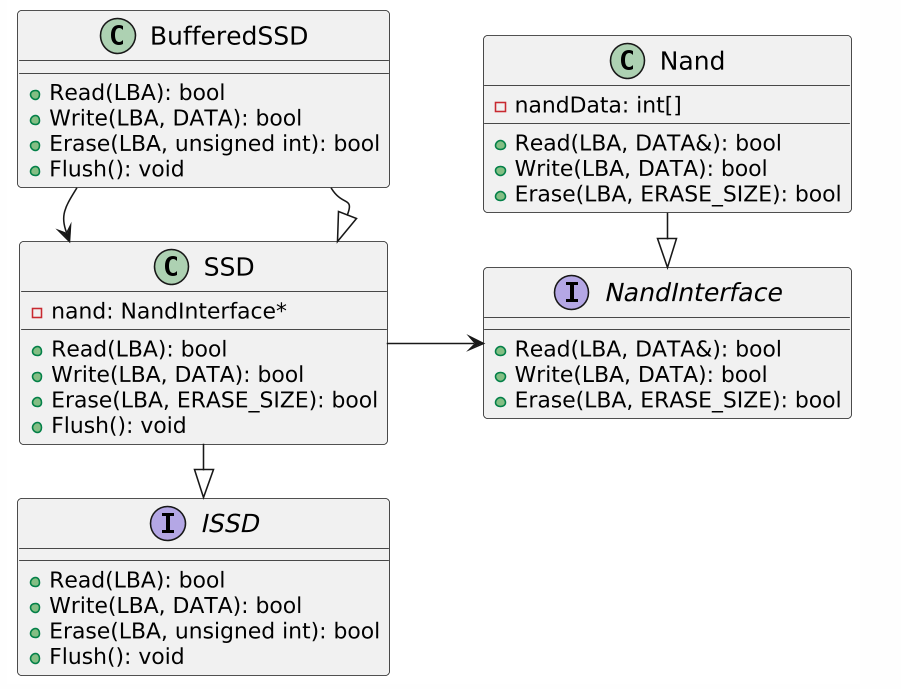 C BufferedSSD
Read(LBA): bool
Write(LBA, DATA): bool
Erase(LBA, unsigned int): bool
Flush(): void
C Nand
nandData: int[]
Read(LBA, DATA&): bool
Write(LBA, DATA): bool
Erase(LBA, ERASE_SIZE): bool
C SSD
nand: NandInterface*
Read(LBA): bool
Write(LBA, DATA): bool
Erase(LBA, ERASE_SIZE): bool
Flush(): void
I NandInterface
Read(LBA, DATA&): bool
Write(LBA, DATA): bool
Erase(LBA, ERASE_SIZE): bool
I ISSD
Read(LBA): bool
Write(LBA, DATA): bool
Erase(LBA, unsigned int): bool
Flush(): void